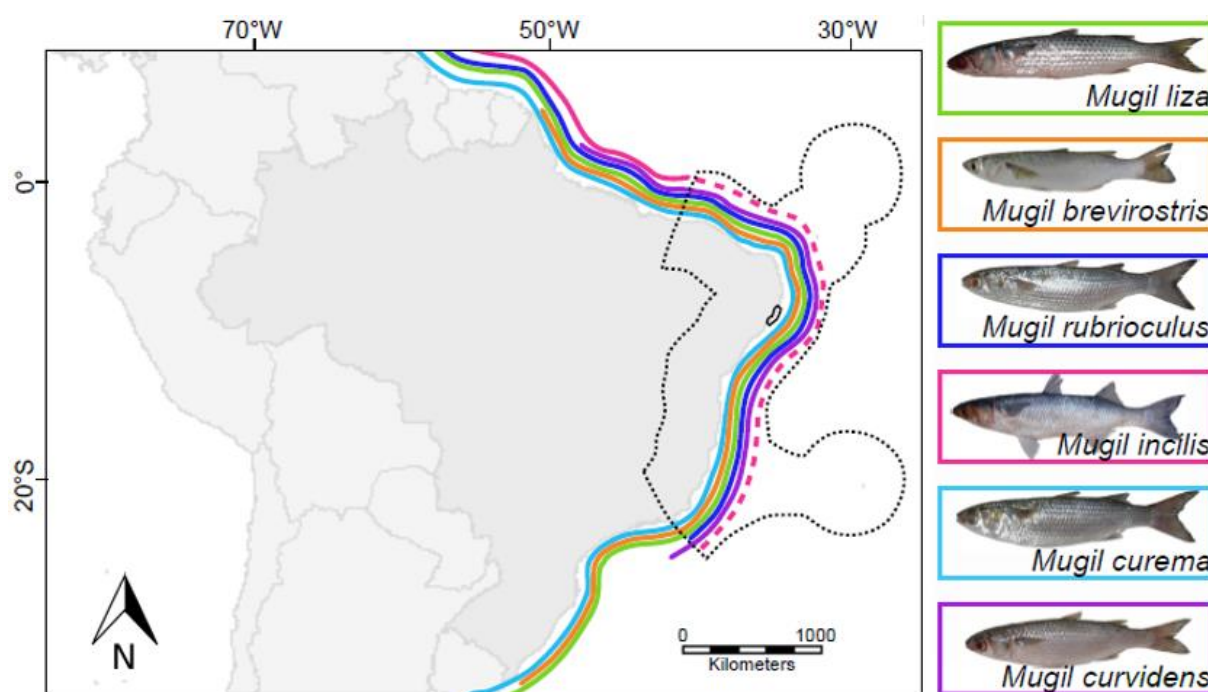 70°W 50°W 30°W
0°
20°S
N
0 1000
Kilometers
Mugil liza
Mugil brevirostris
Mugil rubrioculus
Mugil incilis
Mugil curema
Mugil curvidens